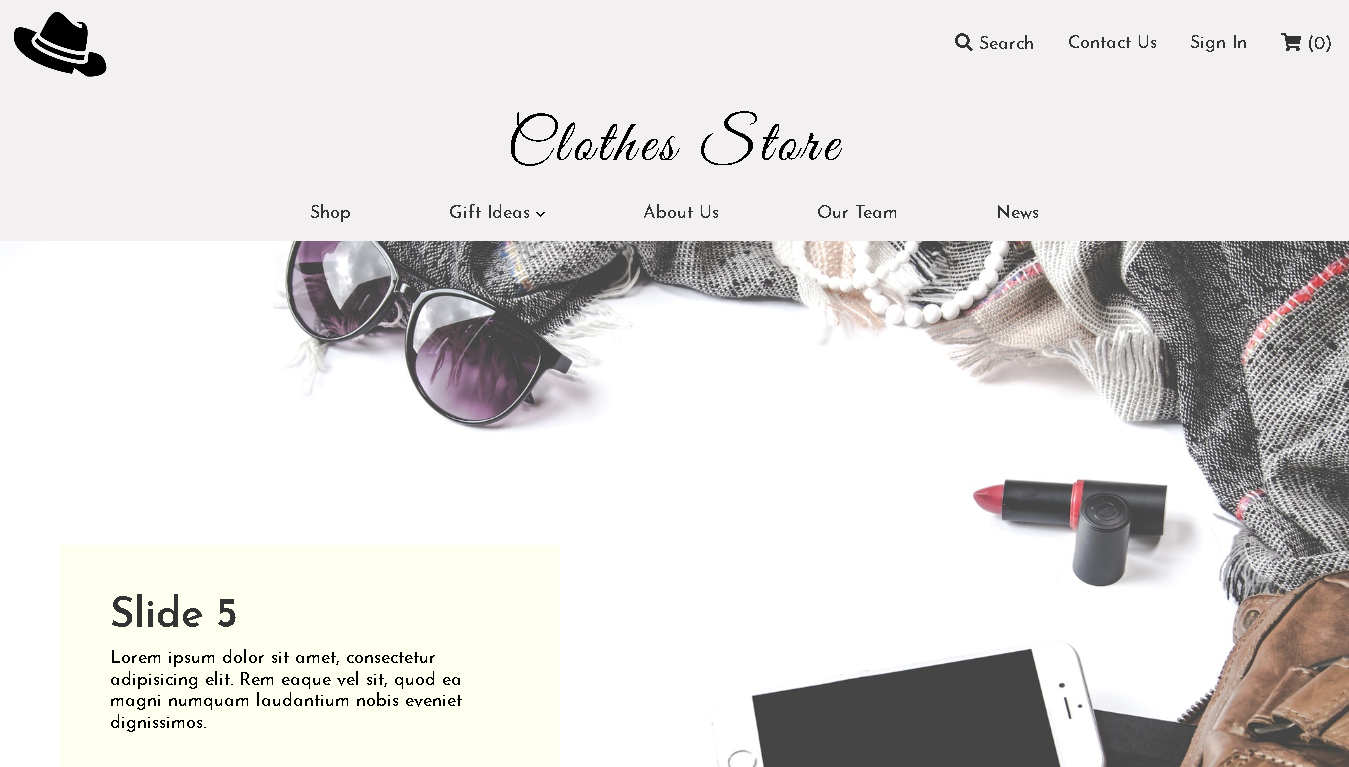 Search Contact Us Sign In (0)
Clothes Store
Shop Gift Ideas About Us Our Team News
Slide 5
Lorem ipsum dolor sit amet, consectetur
adipisicing elit. Rem eaque vel sit, quod ea
magni numquam laudantium nobis eveniet
dignissimos.